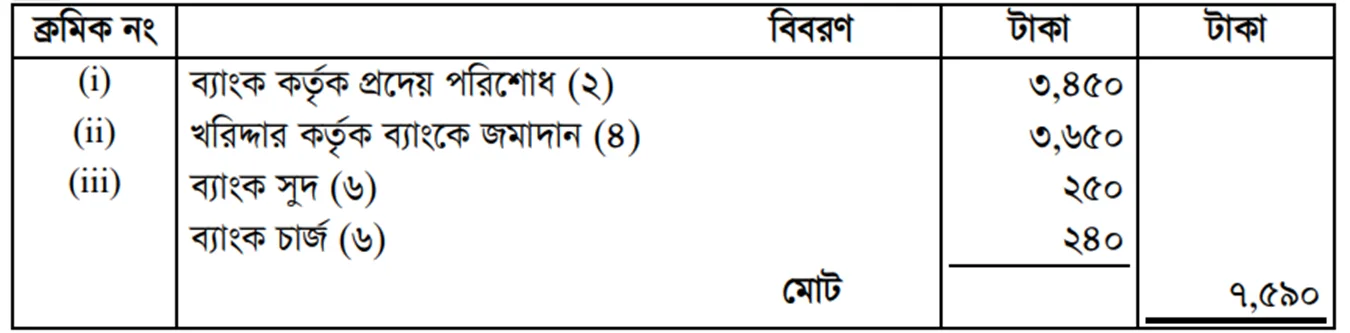 ক্রমিক নং বিবরণ টাকা টাকা
(i) ব্যাংক কর্তৃক প্রদেয় পরিশোধ (২) ৩,৪৫০
(ii) খরিদ্দার কর্তৃক ব্যাংকে জমাদান (৪) ৩,৬৫০
(iii) ব্যাংক সুদ (৬) ২৫০
ব্যাংক চার্জ (৬) ২৪০
মোট ৭,৫৯০